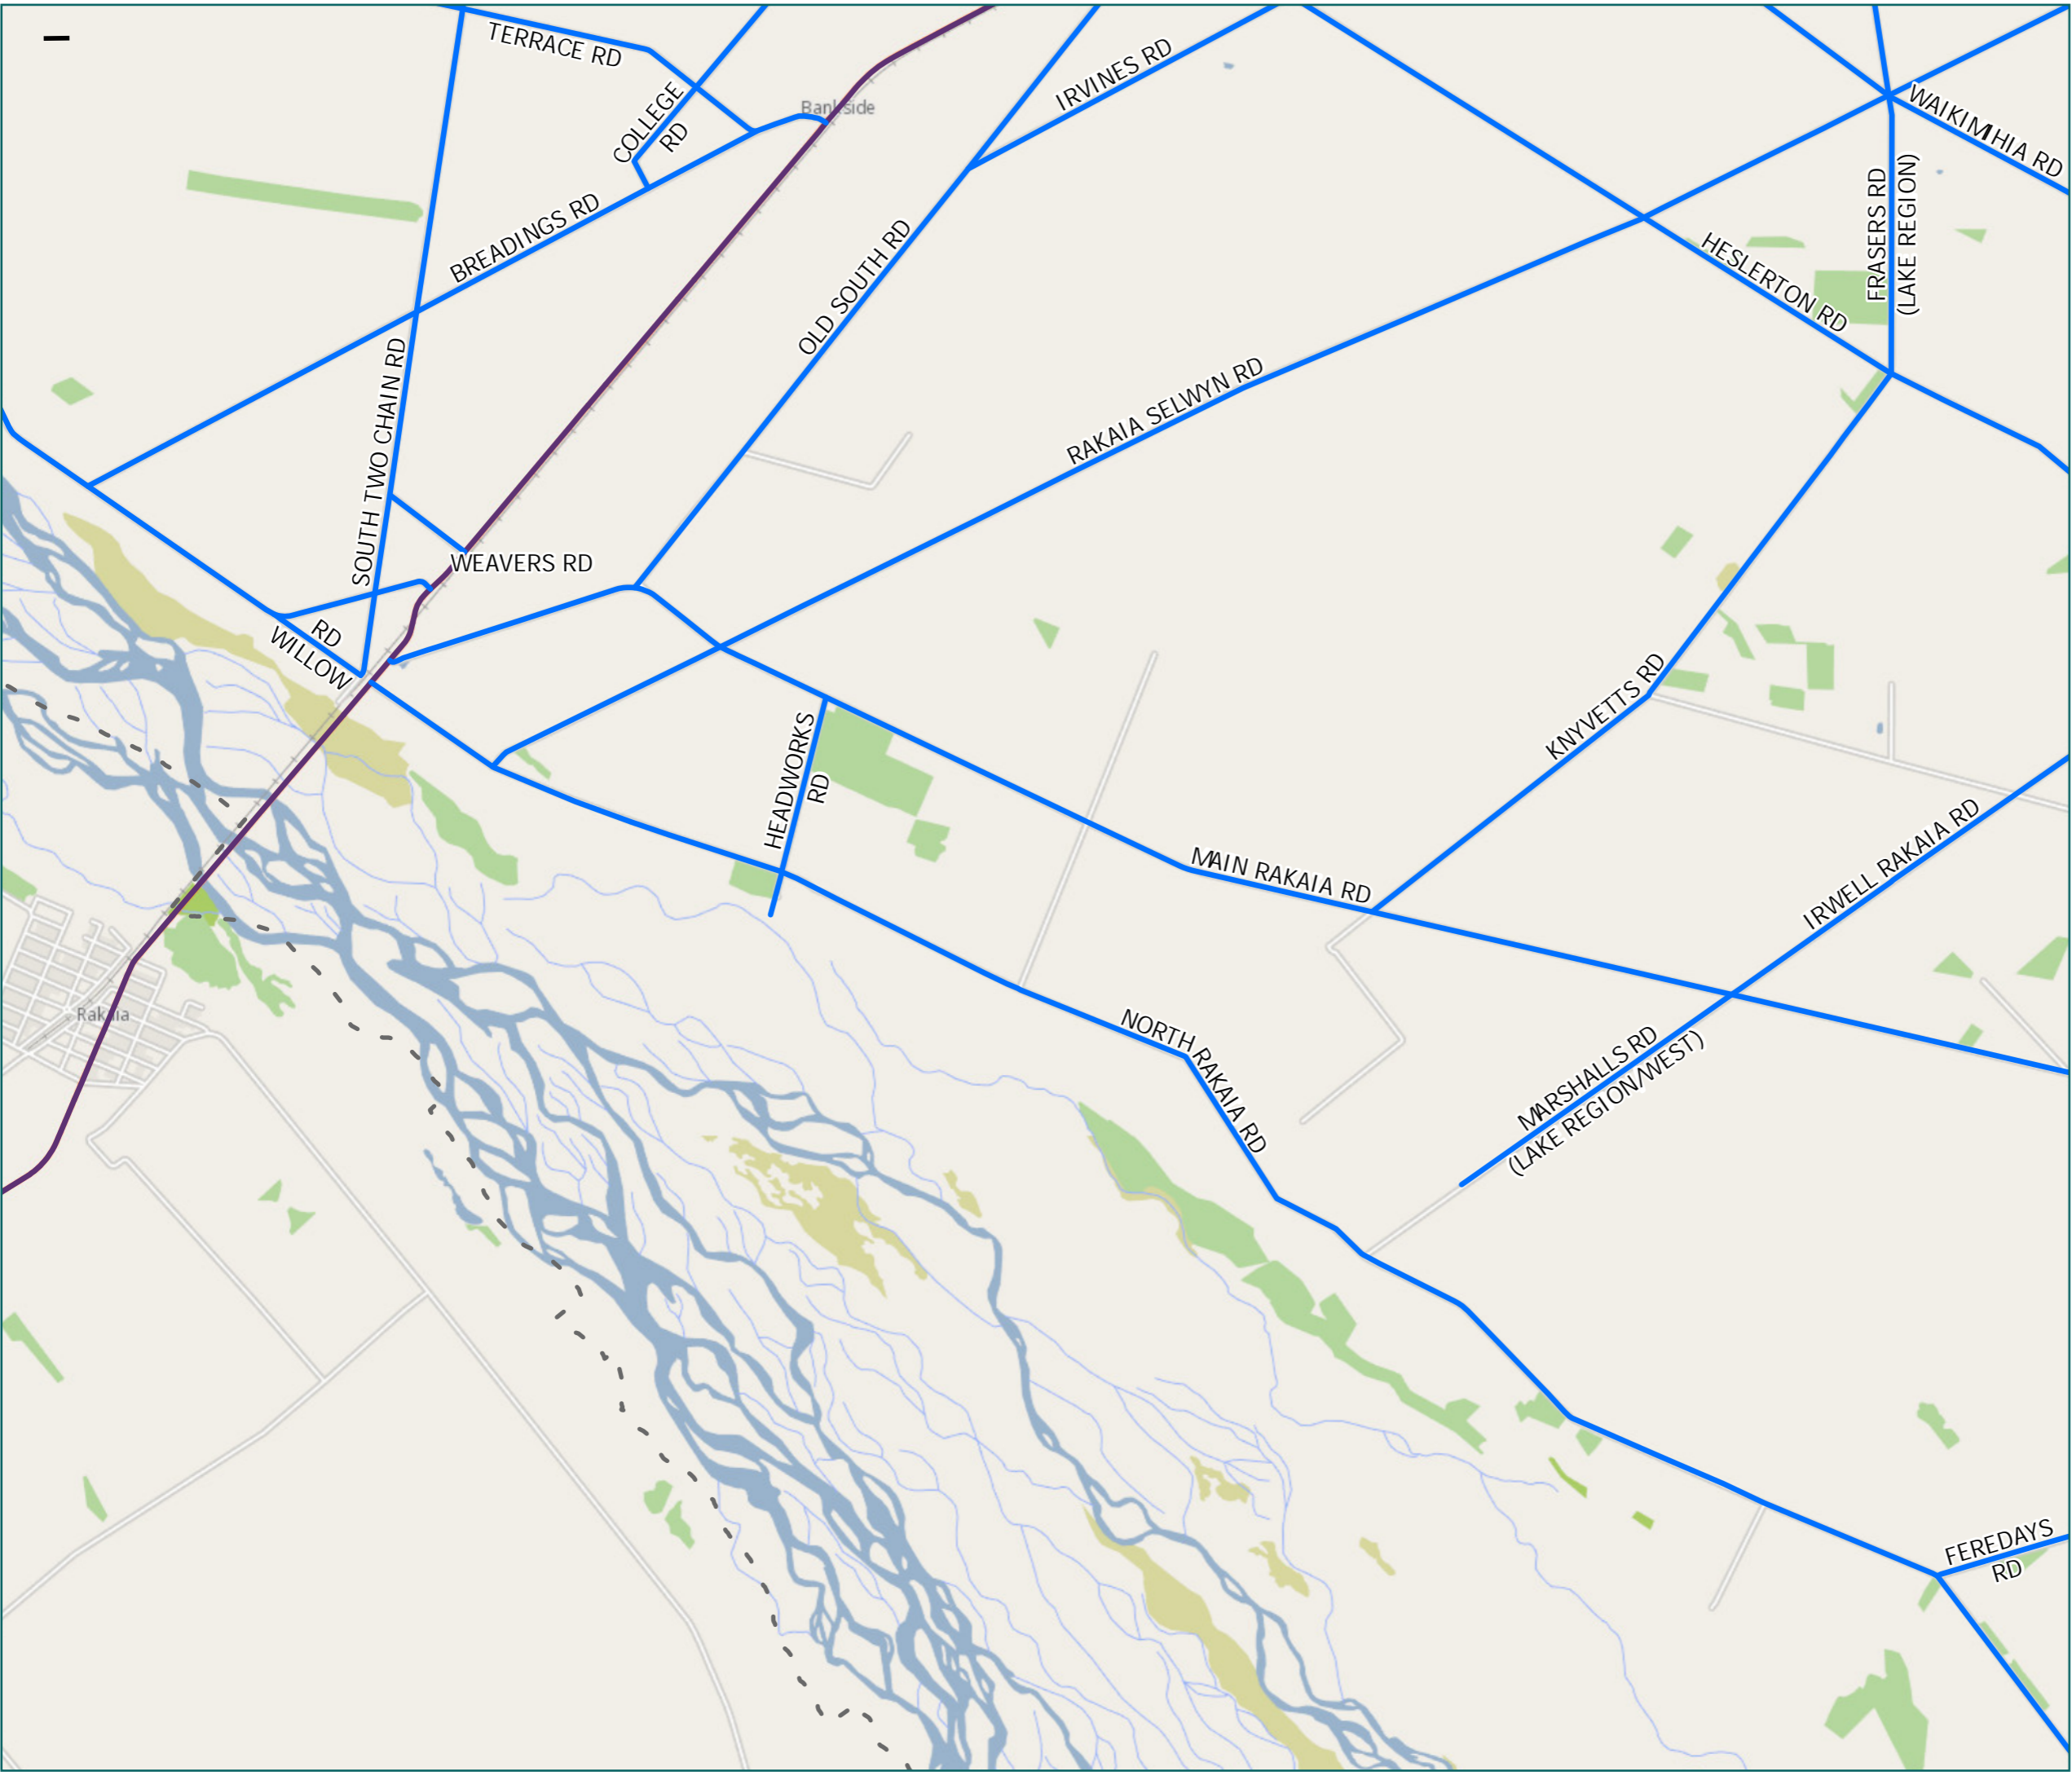 TERRACE RD
COLLEGE
RD
Bankside
IRVINES RD
WAIKIMIHIA RD
FRASERS RD
(LAKE REGION)
BREADINGS RD
OLD SOUTH RD
HESLERTON RD
SOUTH TWO CHAIN RD
RAKAIA SELWYN RD
WEAVERS RD
RD
WILLOW
HEADWORKS
RD
KNYVETTS RD
MAIN RAKAIA RD
IRWELL RAKAIA RD
Rakaia
NORTH RAKAIA RD
MARSHALLS RD
(LAKE REGION/WEST)
FEREDAYS
RD